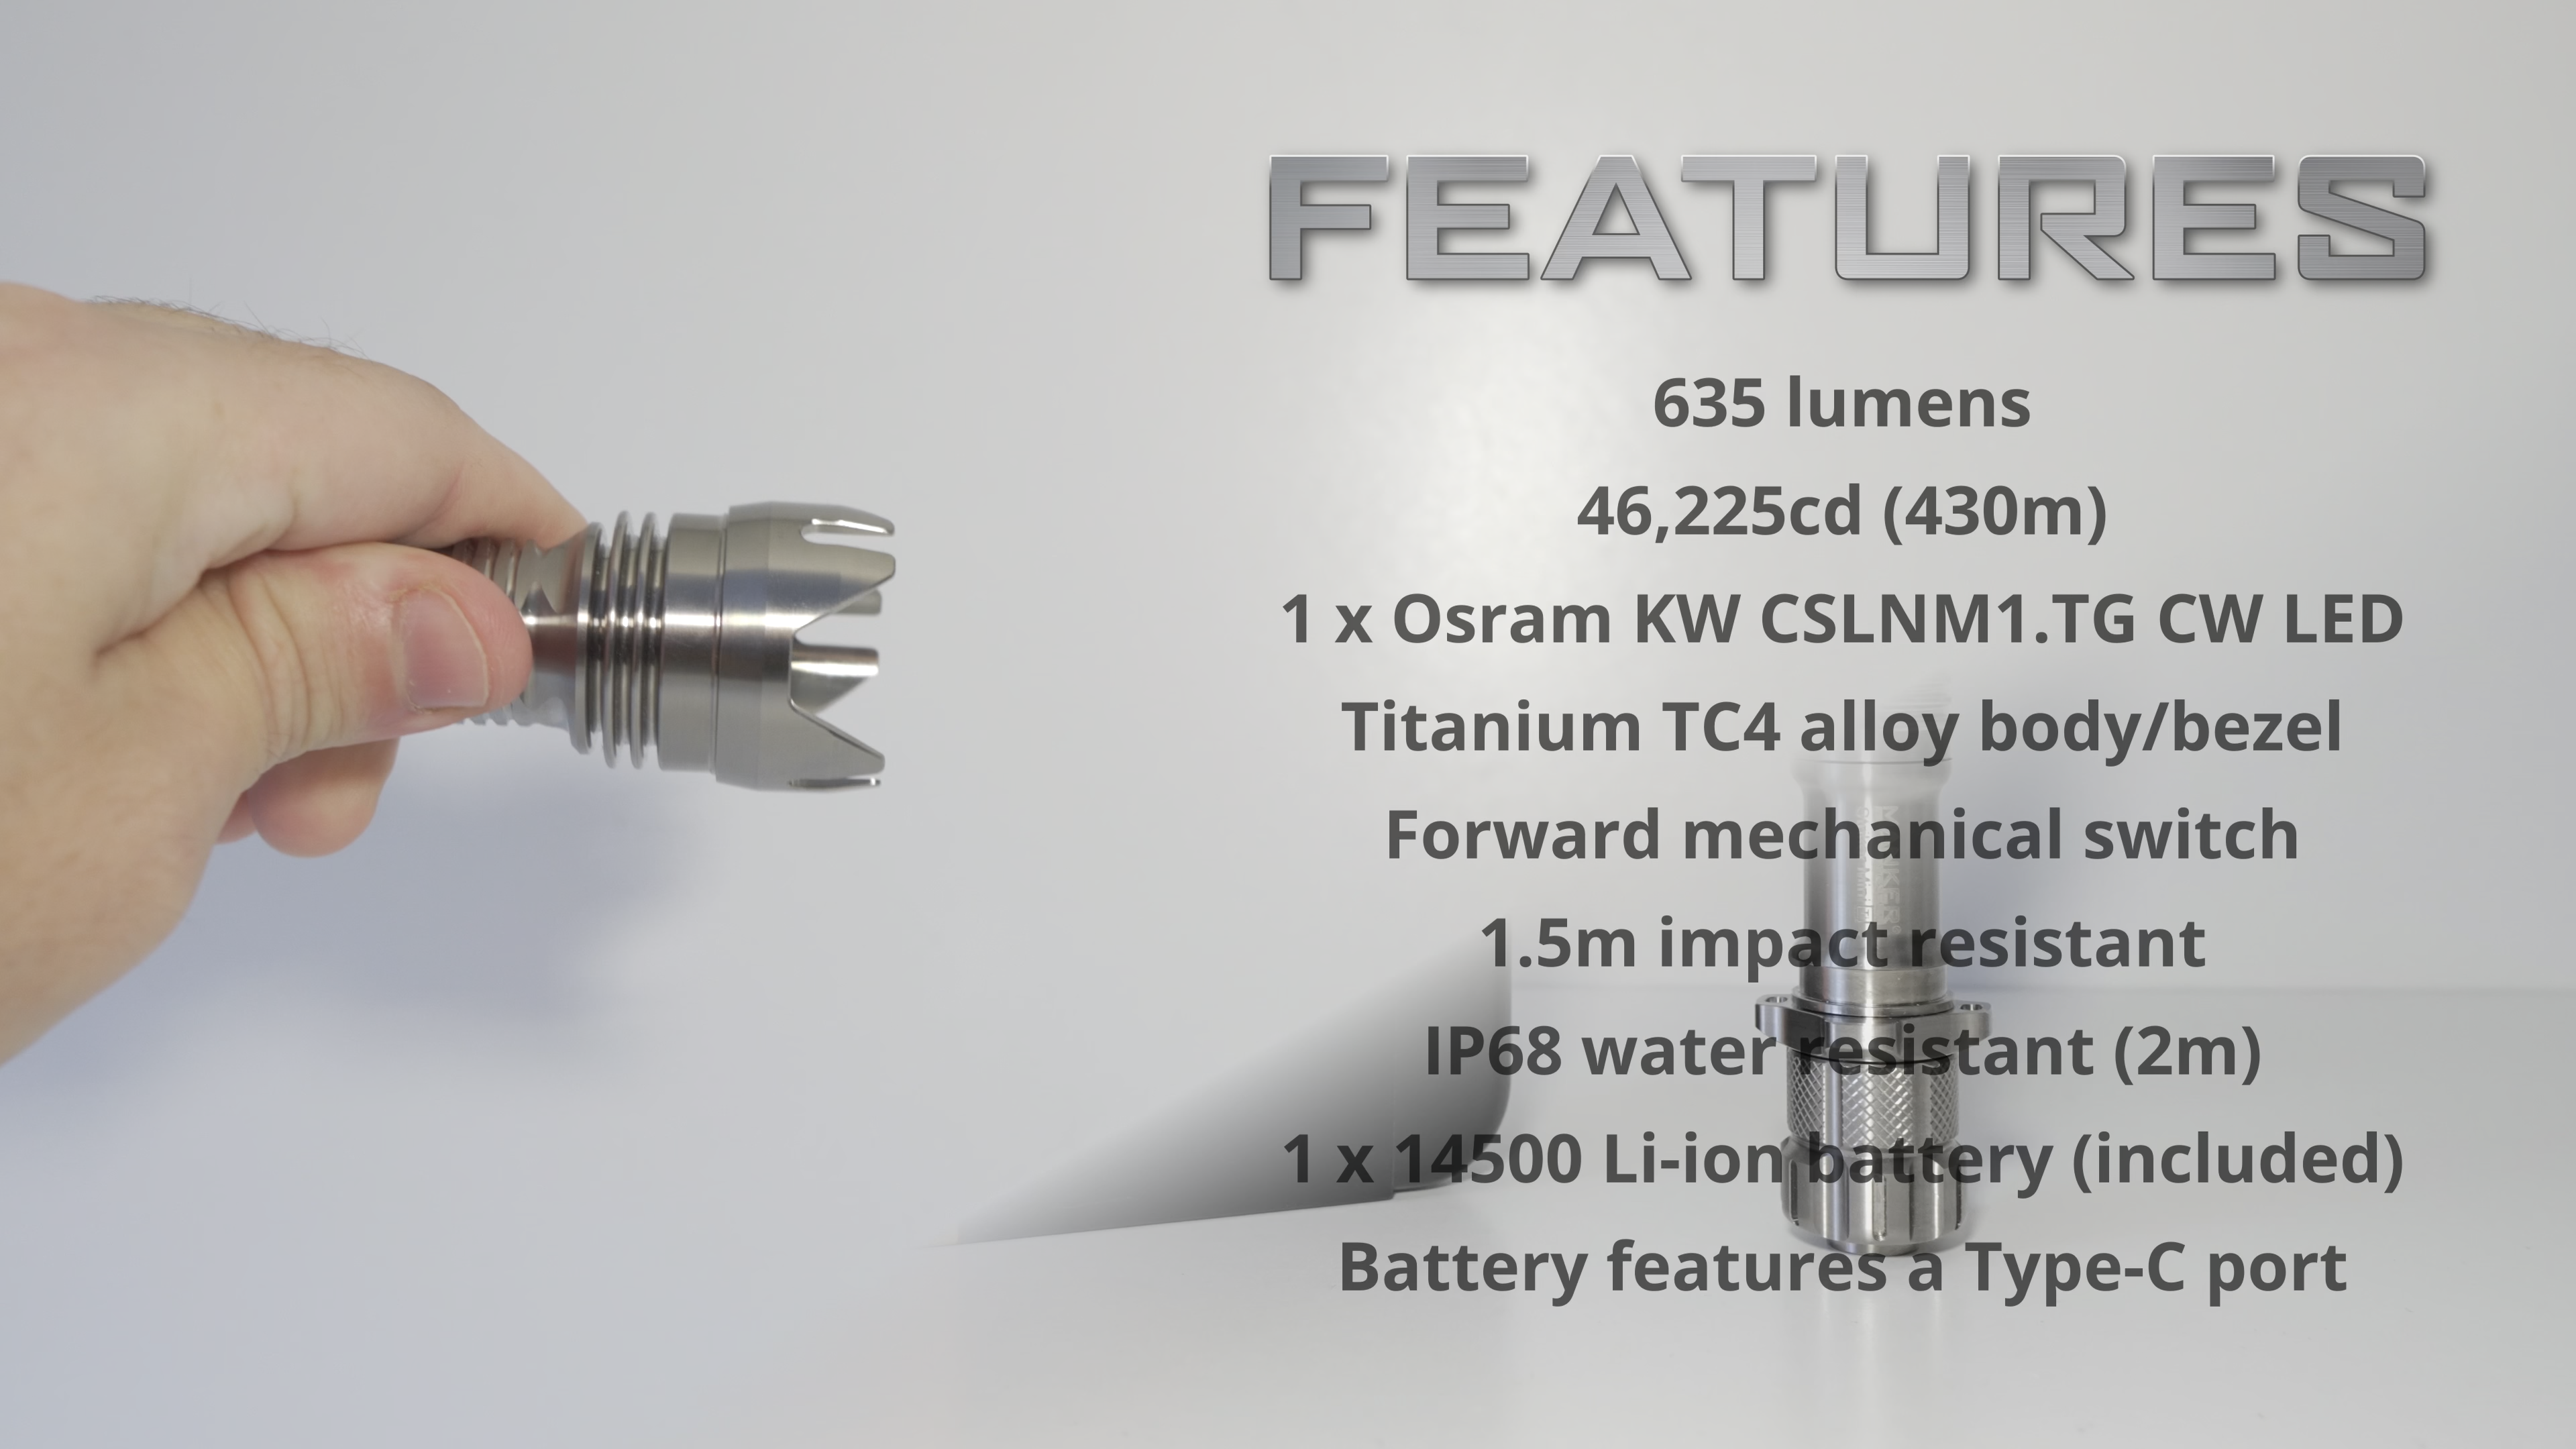 FEATURES
635 lumens
46,225cd (430m)
1 x Osram KW CSLNM1.TG CW LED
Titanium TC4 alloy body/bezel
Forward mechanical switch
1.5m impact resistant
IP68 water resistant (2m)
1 x 14500 Li-ion battery (included)
Battery features a Type-C port